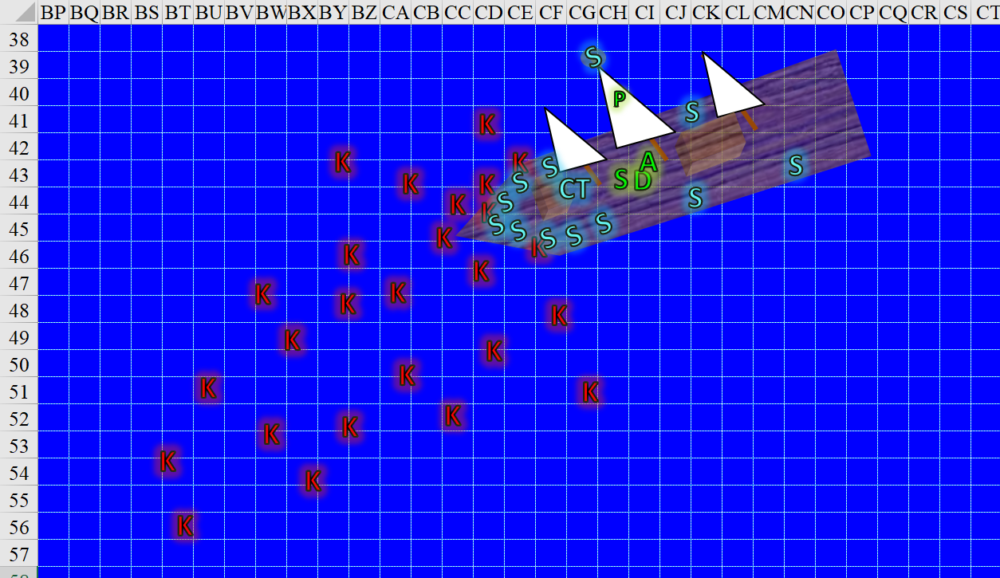 BP BQ BR BS BT BU BV BW BX BY BZ CA CB CC CD CE CF CG CH CI CJ CK CL CM CN CO CP CQ CR CS CT
38
S
39
40 P
S
41 K K
42 K K S A S
43 K K S CT S D
44 K K S S
45 K S S S S S
46 K K
47 K K K
48 K K
49 K K
50 K
51 K K
52 K K
53 K K
54 K
55
56 K
57